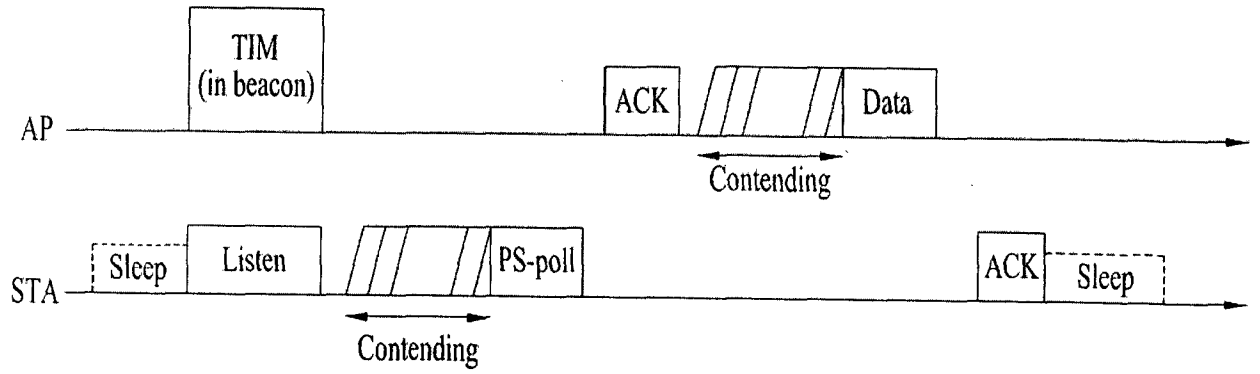 TIM
(in beacon)
ACK
Data
AP
Contending
Sleep
Listen
PS-poll
ACK
Sleep
STA
Contending